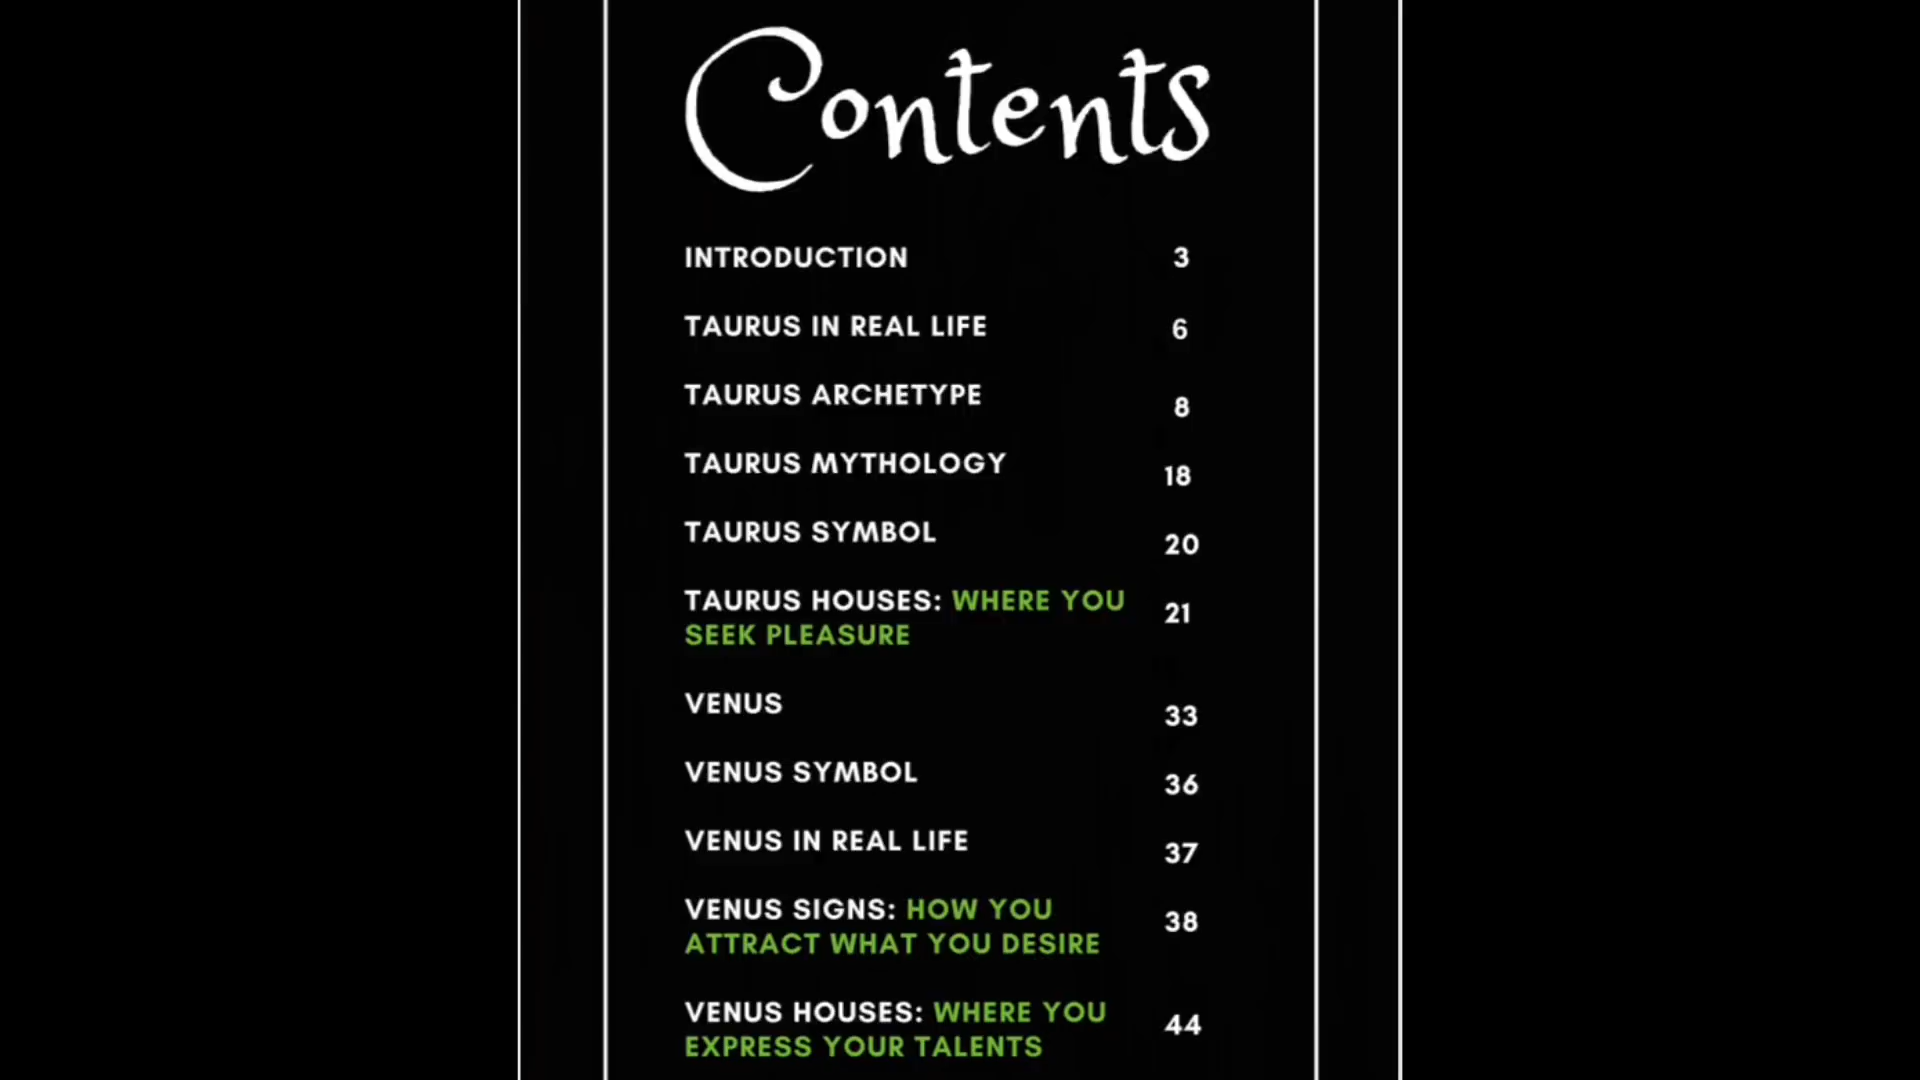 Contents
INTRODUCTION 3
TAURUS IN REAL LIFE 6
TAURUS ARCHETYPE 8
TAURUS MYTHOLOGY 18
TAURUS SYMBOL 20
TAURUS HOUSES: WHERE YOU 21
SEEK PLEASURE
VENUS 33
VENUS SYMBOL 36
VENUS IN REAL LIFE 37
VENUS SIGNS: HOW YOU 38
ATTRACT WHAT YOU DESIRE
VENUS HOUSES: WHERE YOU 44
EXPRESS YOUR TALENTS